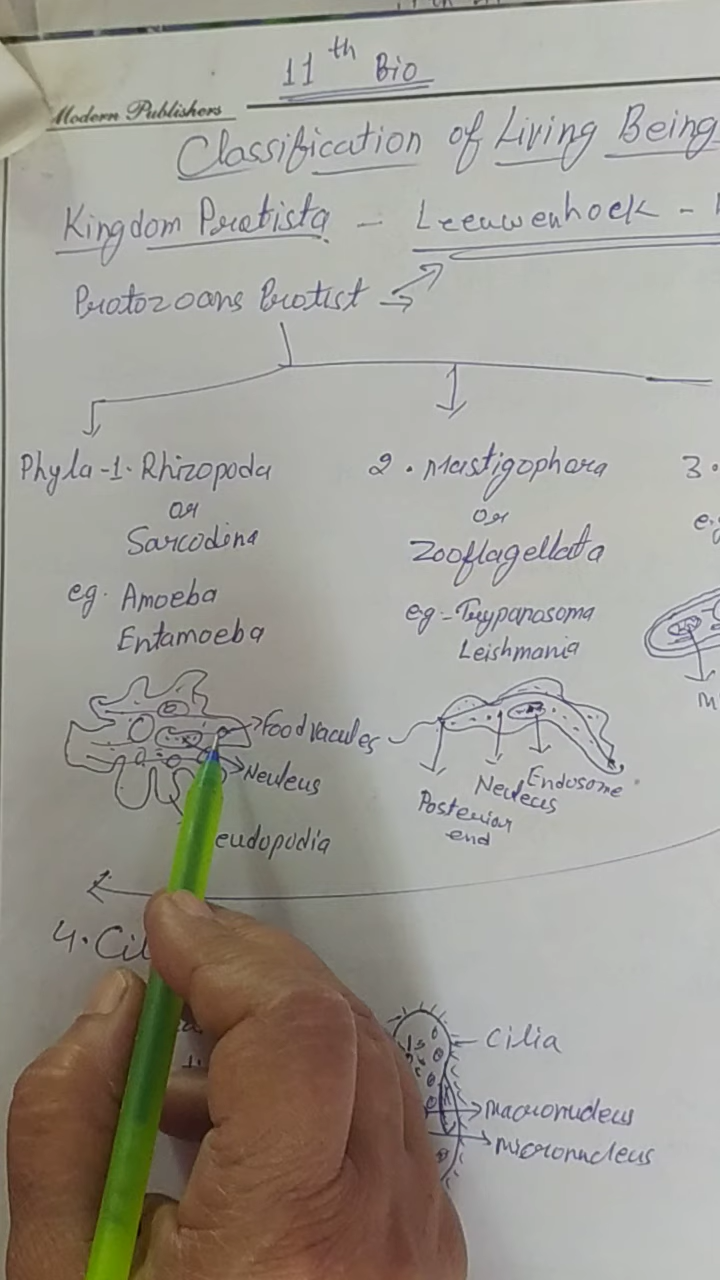 11th Bio
Modern Publishers
Classification of Living Being
Kingdom Protista - Leeuwenhoek -
Protozoans Protist
Phyla-1. Rhizopoda
or
Sarcodina
eg. Amoeba
Entamoeba
Food vacules
Neuleus
eudopodia
2. Mastigophora
or
Zooflagellata
eg - Trypanosoma
Leishmania
Posterior
end
Neuleus
Endosome
3.
e.g
M
4. Cil
Cilia
macronucleus
micronucleus